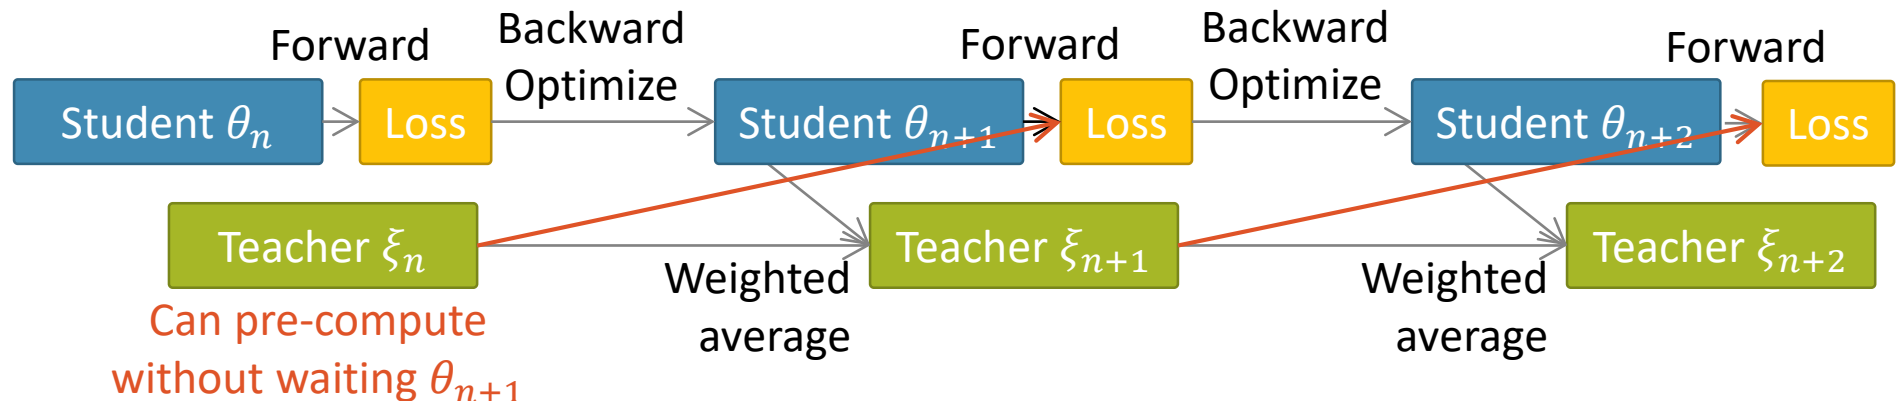 Forward
Backward
Optimize
Forward
Backward
Optimize
Forward
Student θₙ
Loss
Student θₙ₊₁
Loss
Student θₙ₊₂
Loss
Teacher ξₙ
Weighted
average
Teacher ξₙ₊₁
Weighted
average
Teacher ξₙ₊₂
Can pre-compute
without waiting θₙ₊₁